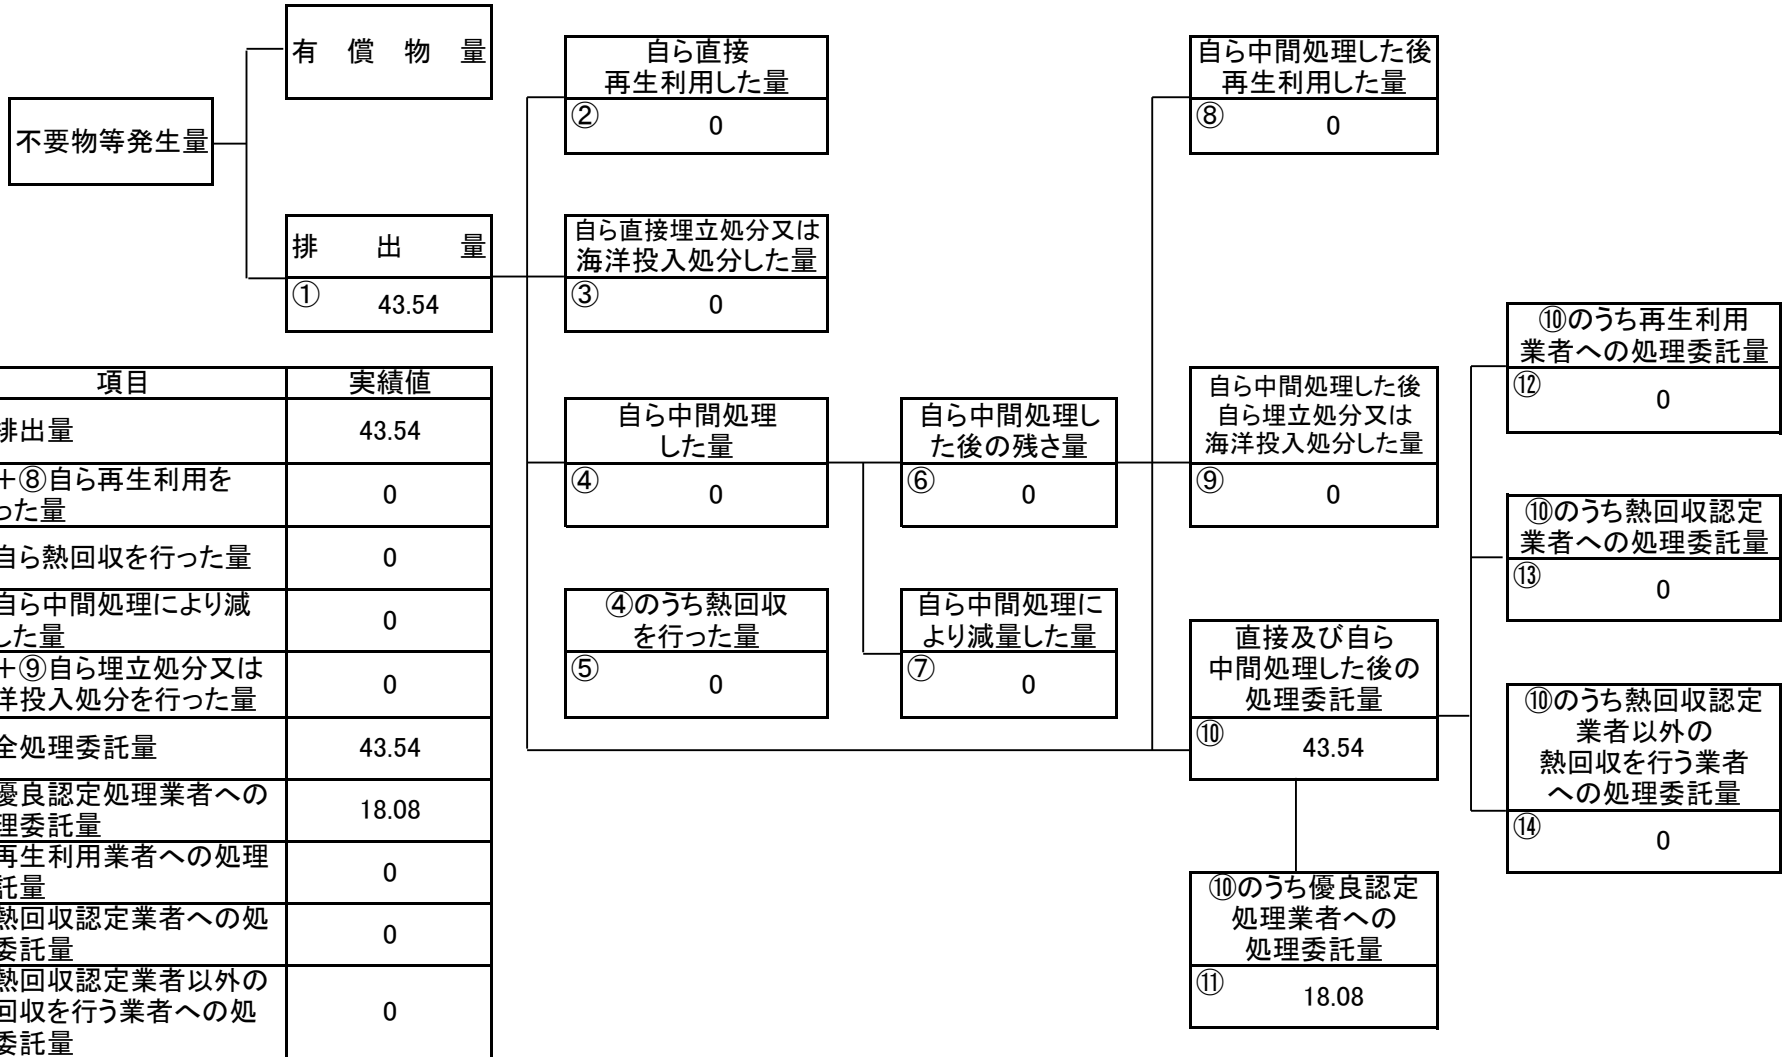 有 償 物 量
不要物等発生量
排 出 量
① 43.54
自ら直接
再生利用した量
② 0
自ら直接埋立処分又は
海洋投入処分した量
③ 0
自ら中間処理
した量
④ 0
④のうち熱回収
を行った量
⑤ 0
自ら中間処理し
た後の残さ量
⑥ 0
自ら中間処理に
より減量した量
⑦ 0
自ら中間処理した後
再生利用した量
⑧ 0
自ら中間処理した後
自ら埋立処分又は
海洋投入処分した量
⑨ 0
直接及び自ら
中間処理した後の
処理委託量
⑩ 43.54
⑩のうち優良認定
処理業者への
処理委託量
⑪ 18.08
⑩のうち再生利用
業者への処理委託量
⑫ 0
⑩のうち熱回収認定
業者への処理委託量
⑬ 0
⑩のうち熱回収認定
業者以外の
熱回収を行う業者
への処理委託量
⑭ 0
項目 実績値
排出量 43.54
+⑧自ら再生利用を
った量 0
自ら熱回収を行った量 0
自ら中間処理により減
した量 0
+⑨自ら埋立処分又は
洋投入処分を行った量 0
全処理委託量 43.54
優良認定処理業者への
理委託量 18.08
再生利用業者への処理
託量 0
熱回収認定業者への処
委託量 0
熱回収認定業者以外の
回収を行う業者への処
委託量 0